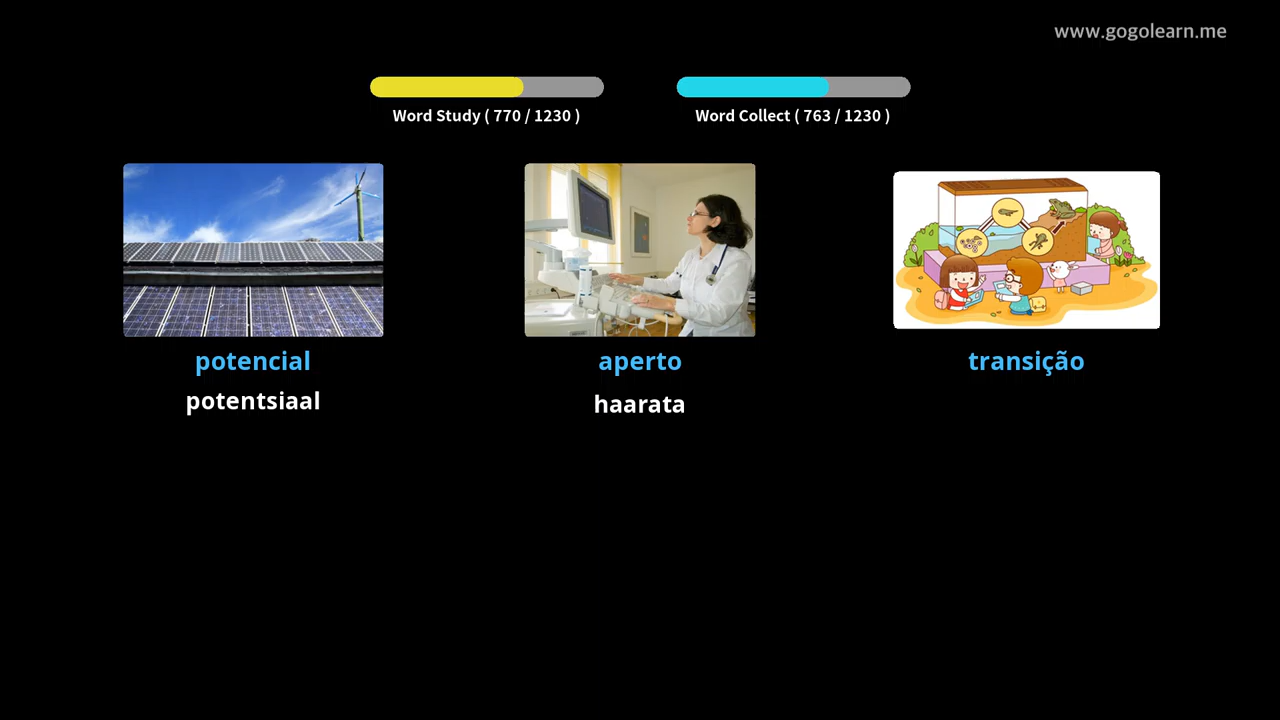 www.gogolearn.me
Word Study ( 770 / 1230 )
Word Collect ( 763 / 1230 )
potencial
aperto
transição
potentsiaal
haarata